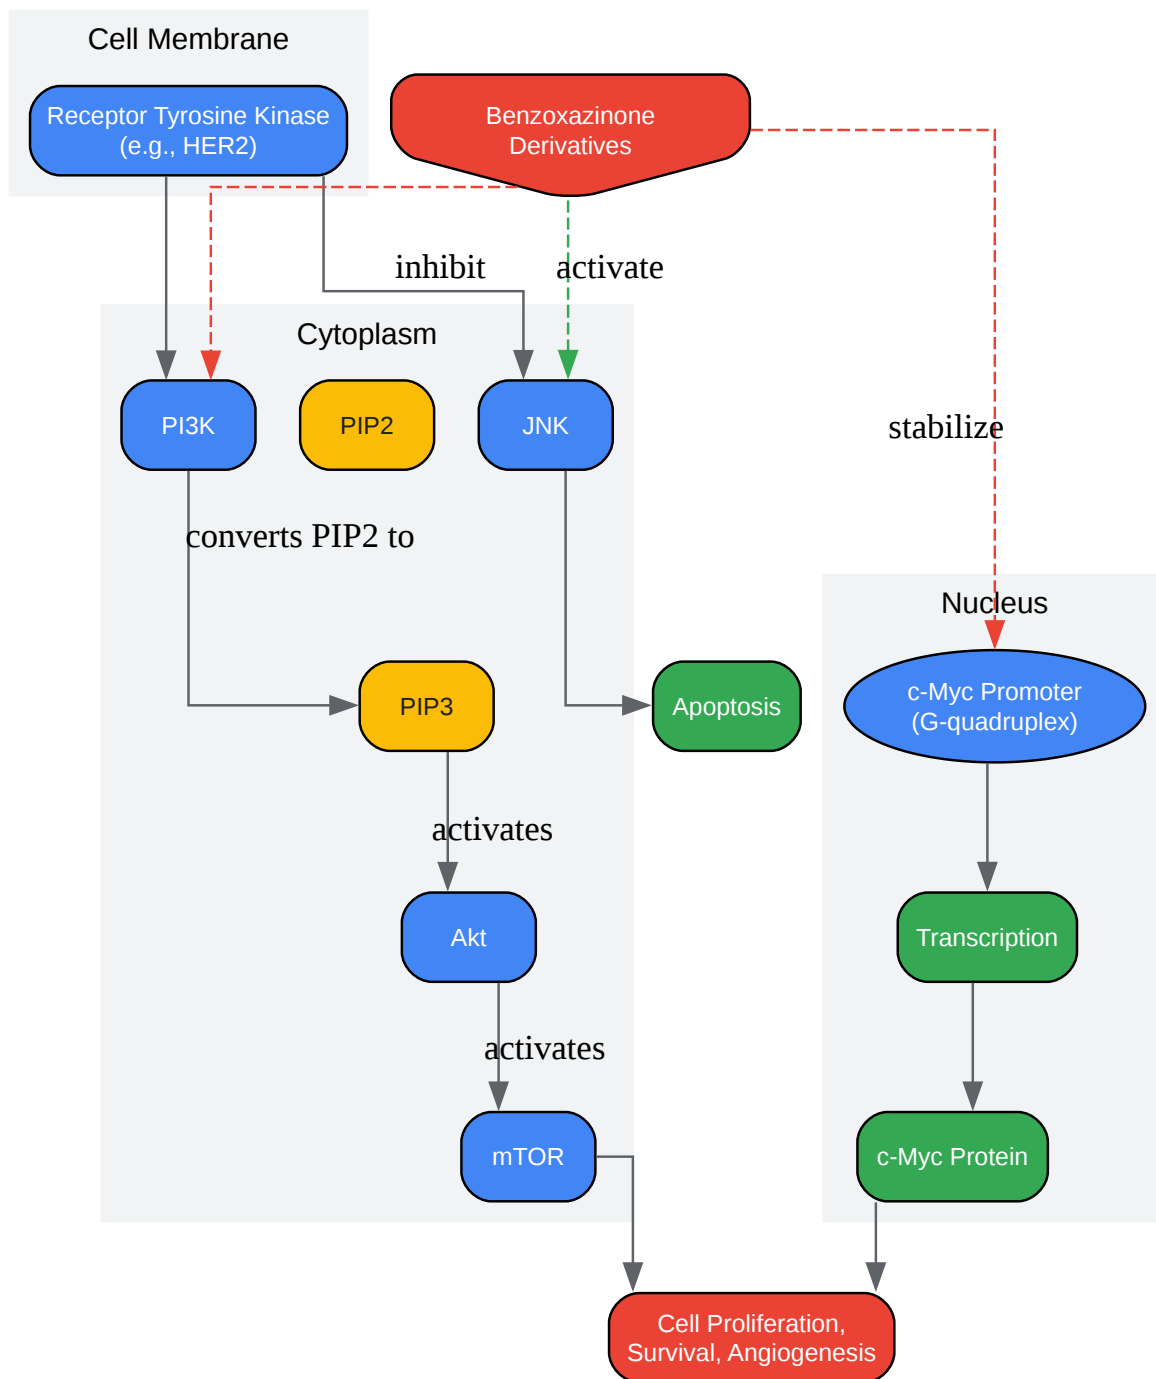 Cell Membrane
Receptor Tyrosine Kinase
(e.g., HER2)
Benzoxazinone
Derivatives
inhibit
activate
Cytoplasm
PI3K
PIP2
JNK
stabilize
converts PIP2 to
Nucleus
PIP3
Apoptosis
c-Myc Promoter
(G-quadruplex)
activates
Akt
Transcription
activates
mTOR
c-Myc Protein
Cell Proliferation,
Survival, Angiogenesis